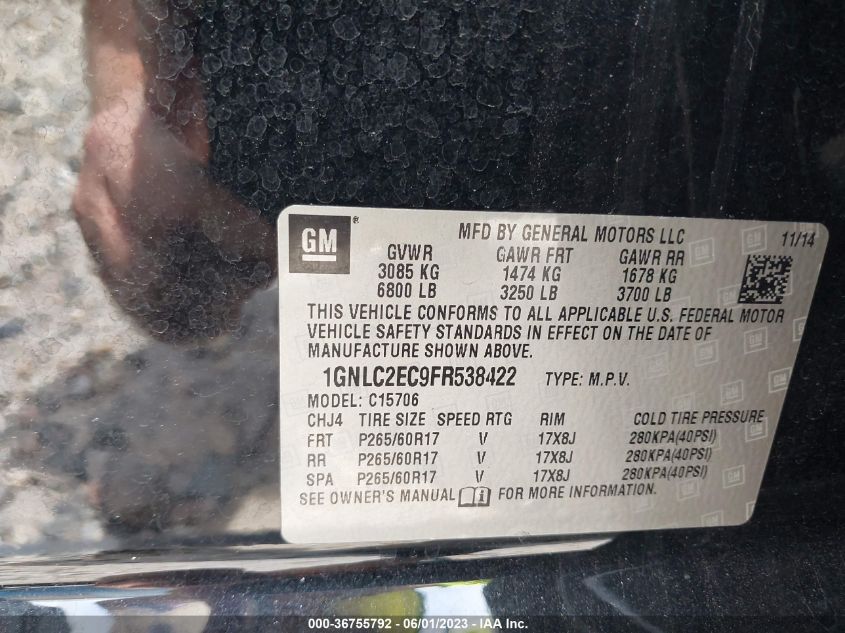 GM®
MFD BY GENERAL MOTORS LLC 11/14
GVWR GAWR FRT GAWR RR
3085 KG 1474 KG 1678 KG
6800 LB 3250 LB 3700 LB
THIS VEHICLE CONFORMS TO ALL APPLICABLE U.S. FEDERAL MOTOR
VEHICLE SAFETY STANDARDS IN EFFECT ON THE DATE OF
MANUFACTURE SHOWN ABOVE.
1GNLC2EC9FR538422 TYPE: M.P.V.
MODEL: C15706
CHJ4 TIRE SIZE SPEED RTG RIM COLD TIRE PRESSURE
FRT P265/60R17 V 17X8J 280KPA(40PSI)
RR P265/60R17 V 17X8J 280KPA(40PSI)
SPA P265/60R17 V 17X8J 280KPA(40PSI)
SEE OWNER'S MANUAL FOR MORE INFORMATION.
000-36755792 - 06/01/2023 - IAA Inc.